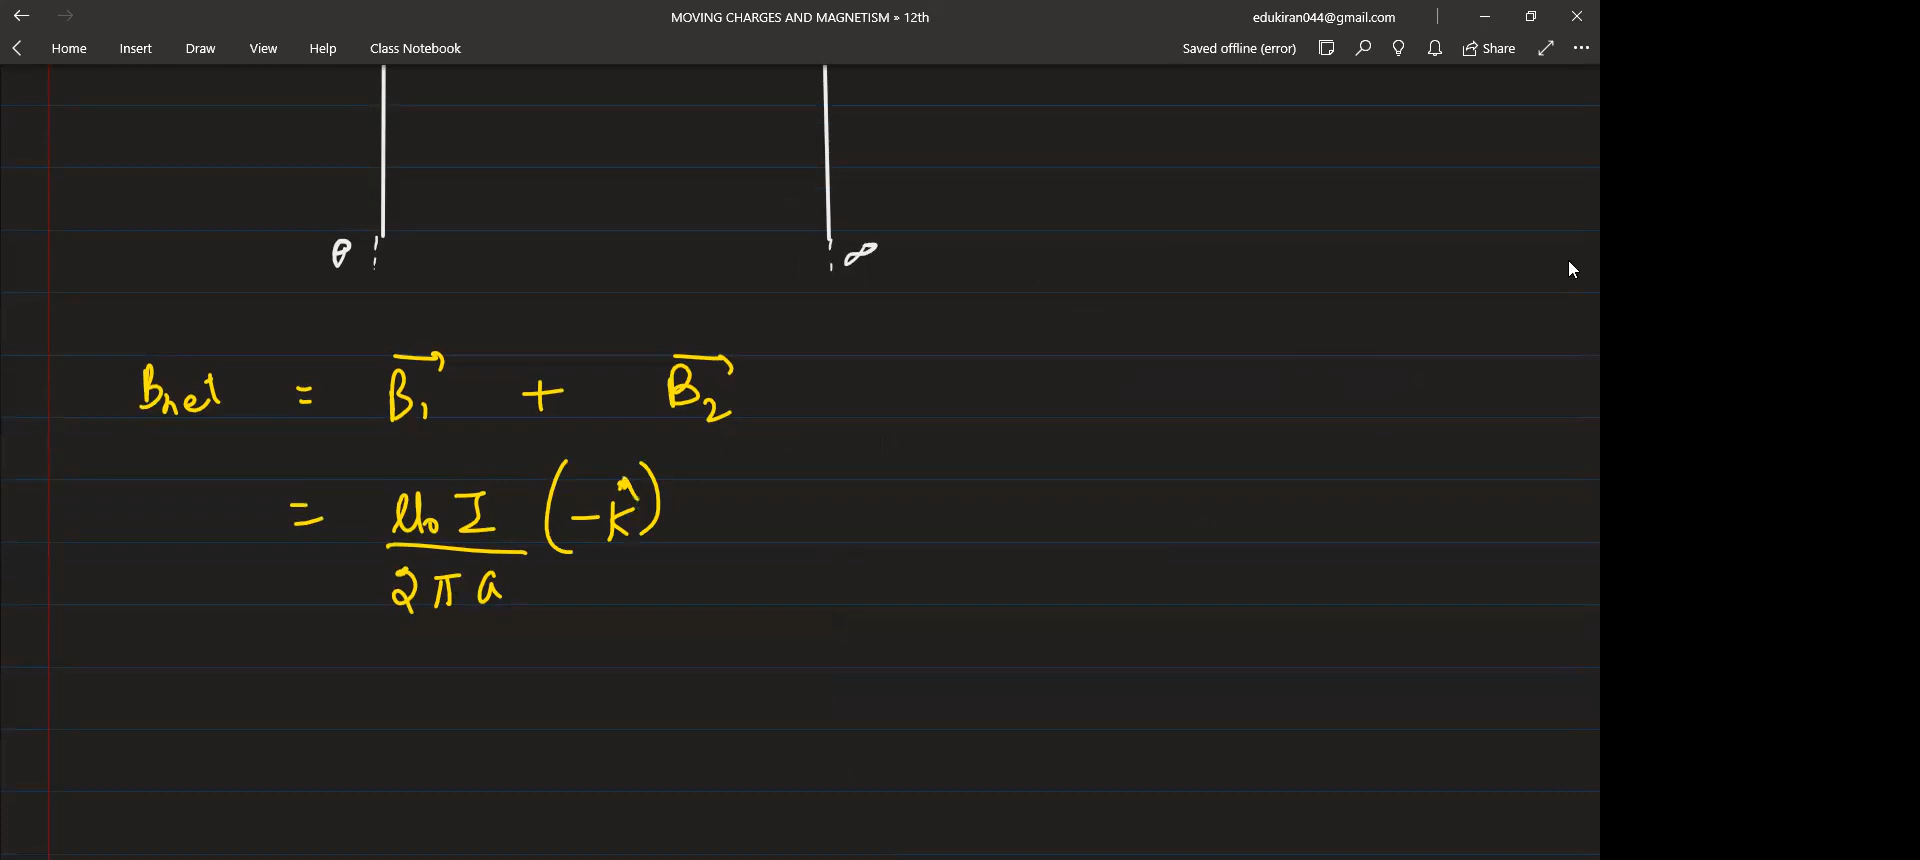 MOVING CHARGES AND MAGNETISM » 12th
edukiran044@gmail.com
Home Insert Draw View Help Class Notebook
Saved offline (error)
Share
∞ ∞
Bnet = B₁⃗ + B₂⃗
= μ₀ I / 2 π a (-k̂)